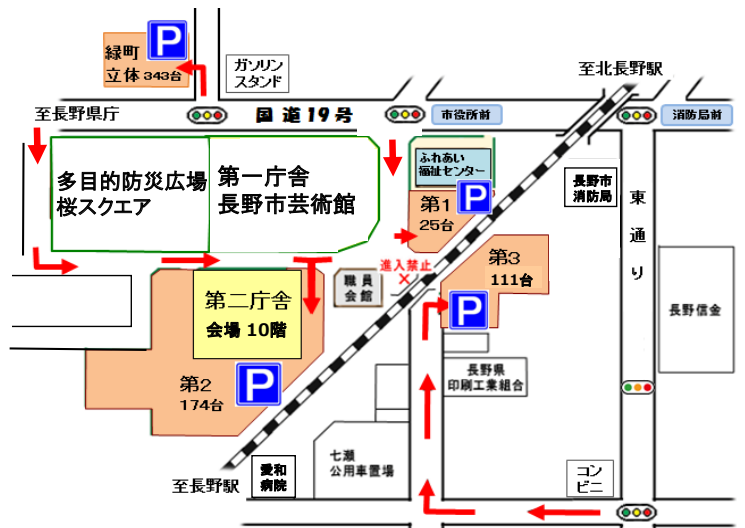 緑町
立体 343台
P
ガソリン
スタンド
至北長野駅
至長野県庁
国道19号
市役所前
消防局前
多目的防災広場
桜スクエア
第一庁舎
長野市芸術館
ふれあい
福祉センター
第1
25台
P
長野市
消防局
東通り
第3
111台
P
進入禁止
職員
会館
第二庁舎
会場 10階
長野信金
第2
174台
P
長野県
印刷工業組合
七瀬
公用車置場
至長野駅
愛和
病院
コン
ビニ